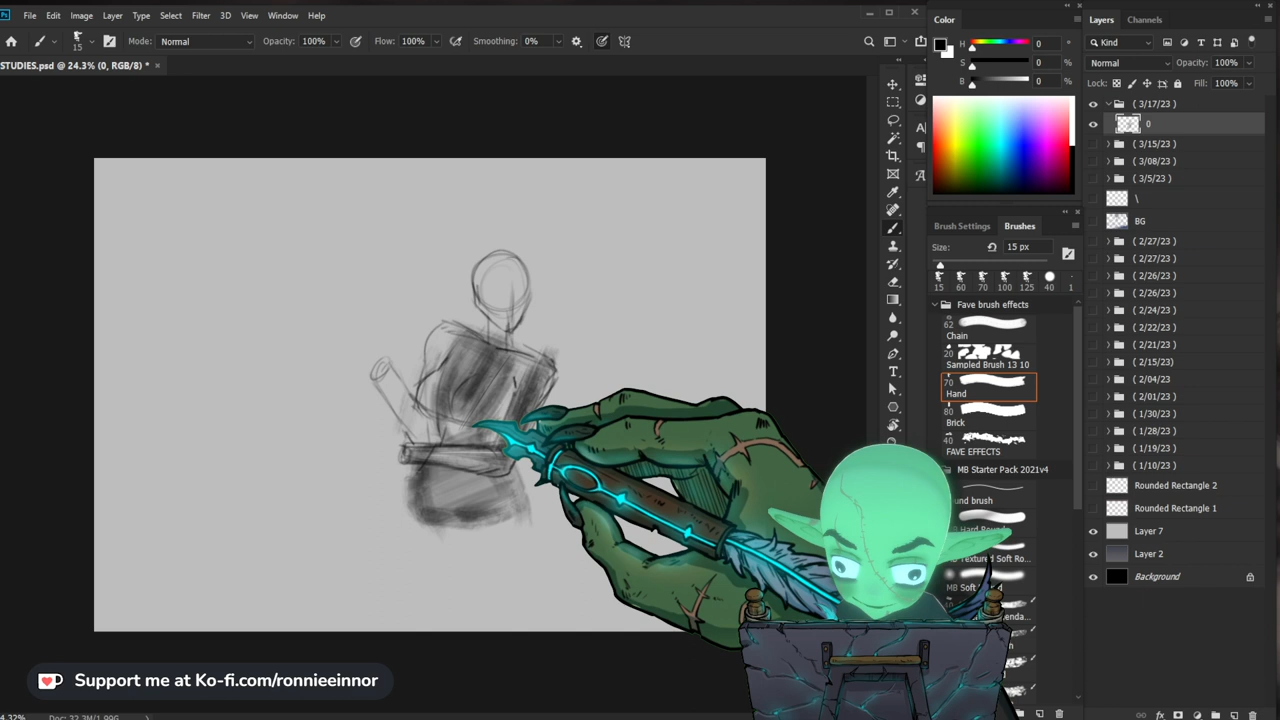 File Edit Image Layer Type Select Filter 3D View Window Help
15 Mode: Normal Opacity: 100% Flow: 100% Smoothing: 0%
STUDIES.psd @ 24.3% (0, RGB/8) * ×
Color
H 0 °
S 0 %
B 0 %
Brush Settings Brushes
Size: 15 px
15 60 70 100 125 40 1
Fave brush effects
62
Chain
20
Sampled Brush 13 10
70
Hand
80
Brick
40
FAVE EFFECTS
MB Starter Pack 2021v4
Layers Channels
Kind
Normal Opacity: 100%
Lock: Fill: 100%
( 3/17/23 )
0
( 3/15/23 )
( 3/08/23 )
( 3/5/23 )
\
BG
( 2/27/23 )
( 2/27/23 )
( 2/26/23 )
( 2/26/23 )
( 2/24/23 )
( 2/22/23 )
( 2/21/23 )
( 2/15/23)
( 2/04/23
( 2/01/23 )
( 1/30/23 )
( 1/28/23 )
( 1/19/23 )
( 1/10/23 )
Rounded Rectangle 2
Rounded Rectangle 1
Layer 7
Layer 2
Background
Support me at Ko-fi.com/ronnieeinnor